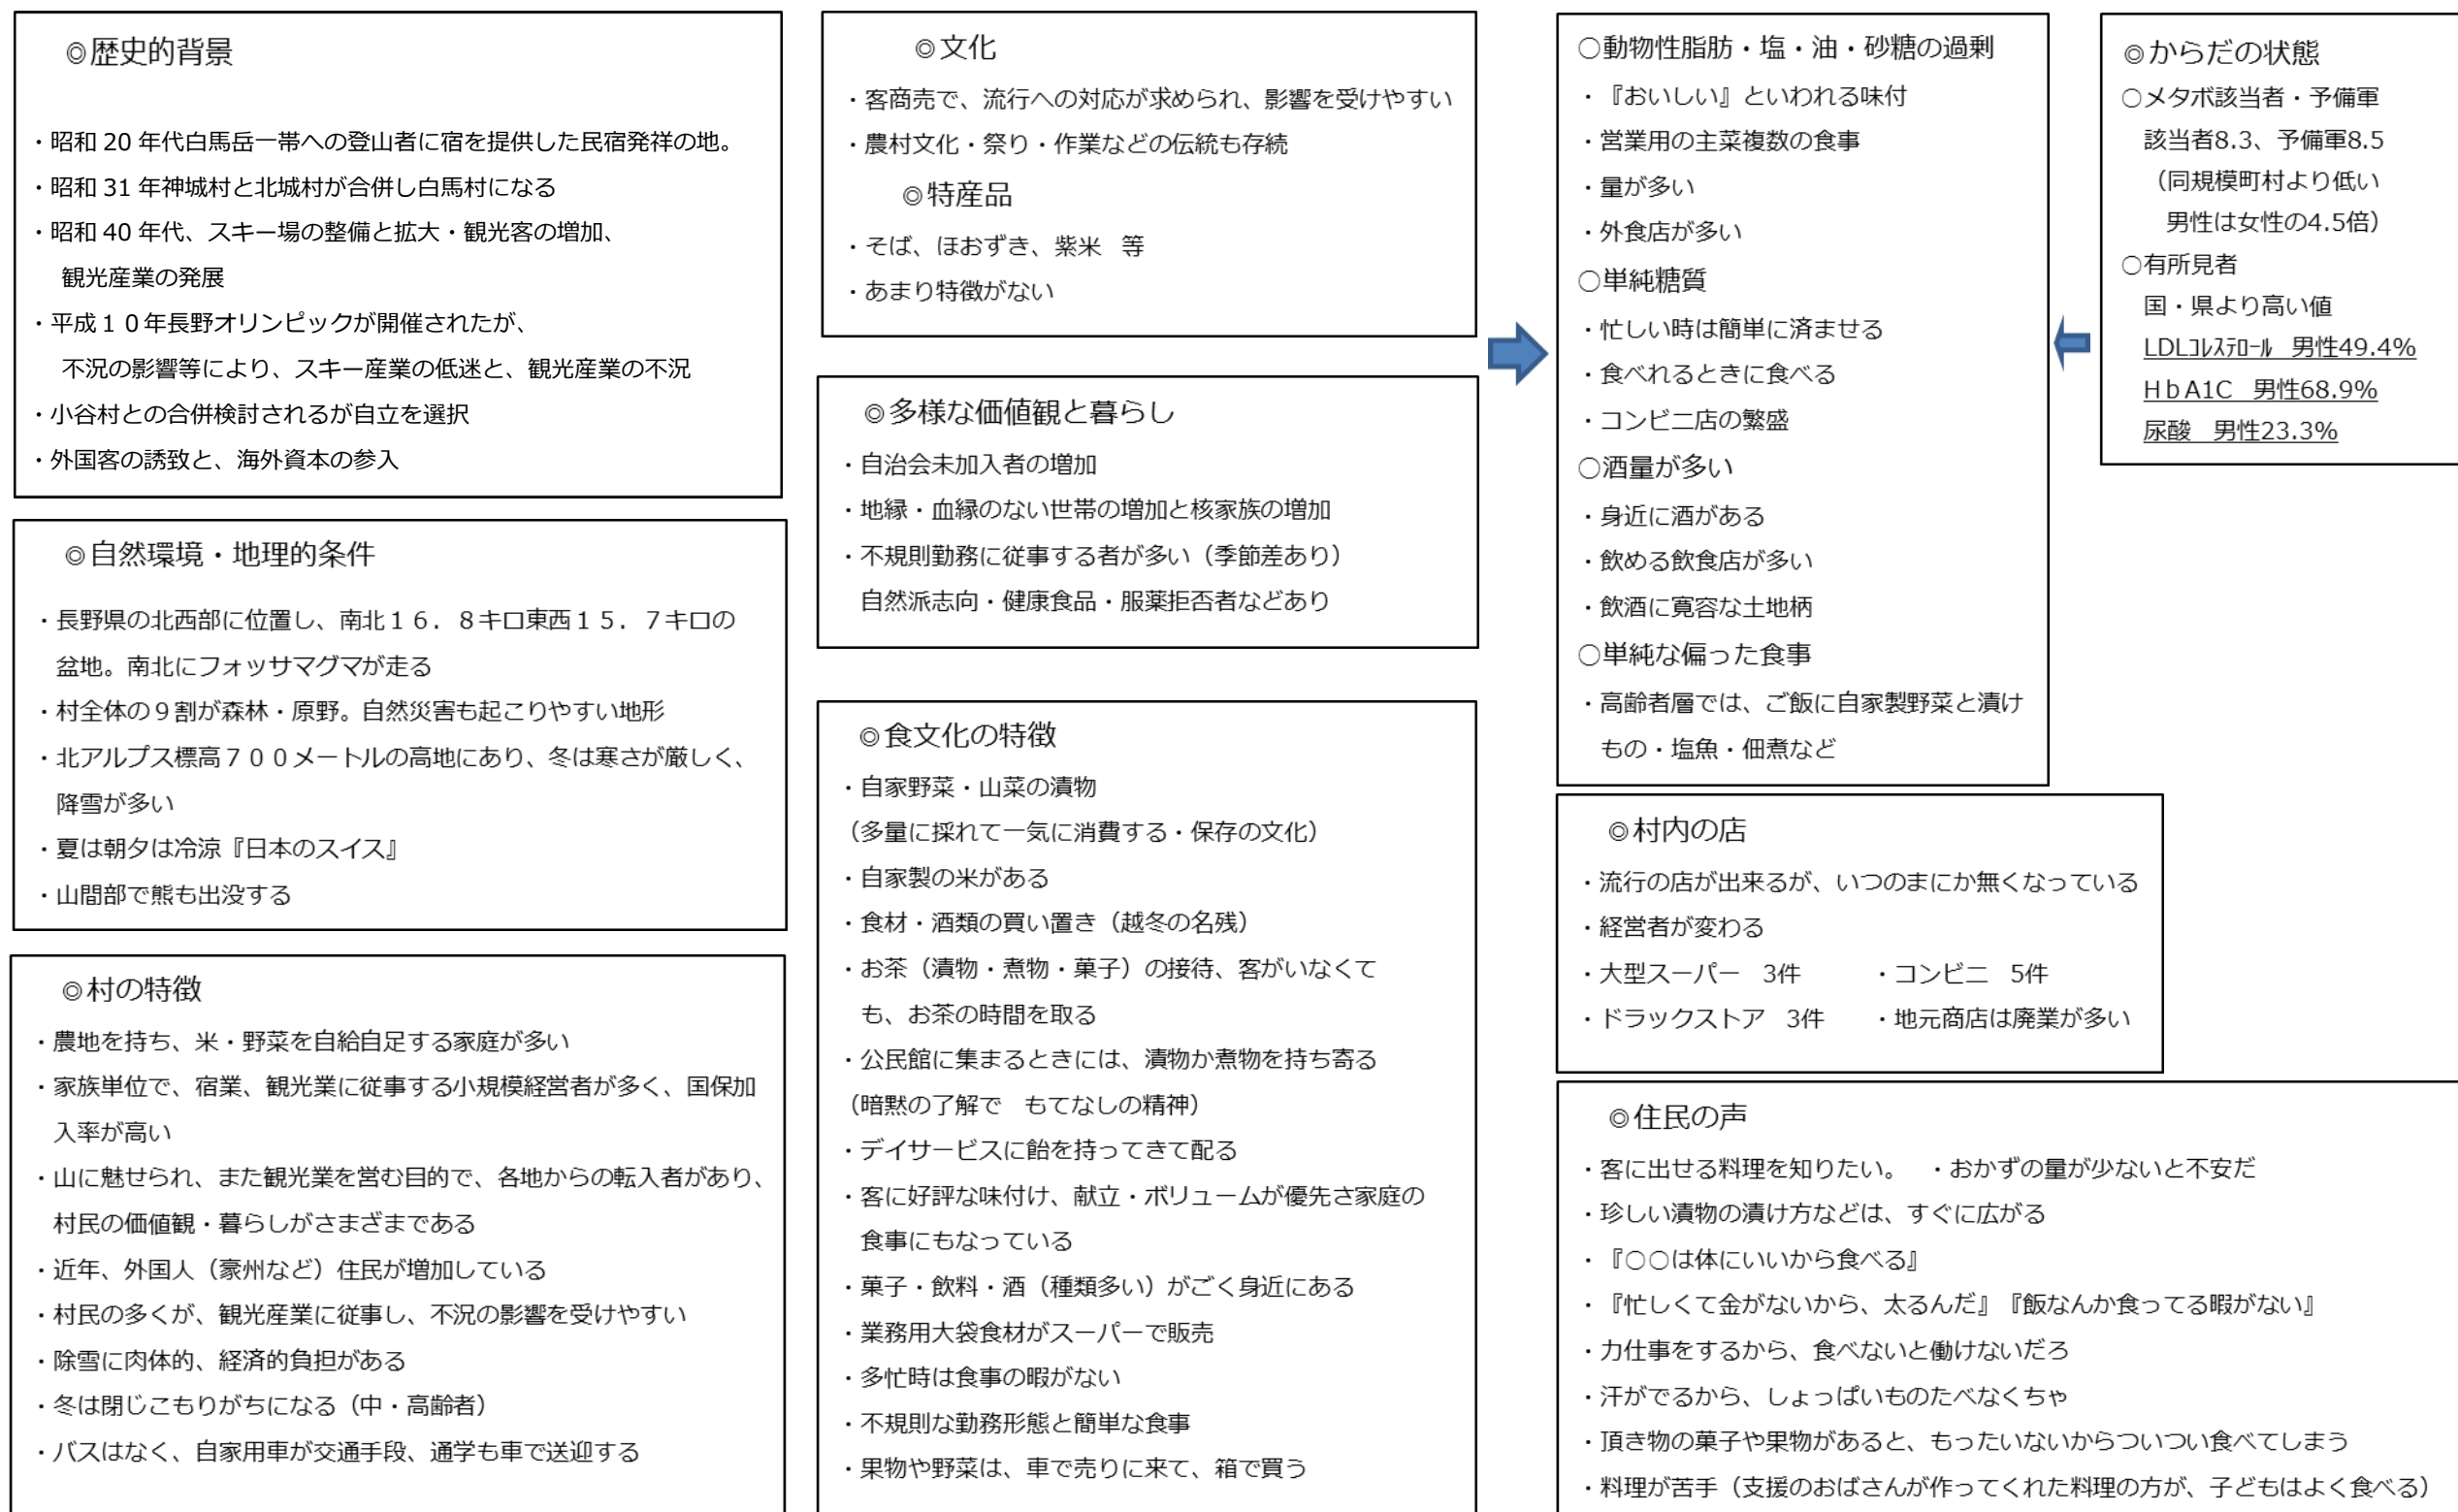 ◎歴史的背景
・昭和 20 年代白馬岳一帯への登山者に宿を提供した民宿発祥の地。
・昭和 31 年神城村と北城村が合併し白馬村になる
・昭和 40 年代、スキー場の整備と拡大・観光客の増加、
観光産業の発展
・平成１０年長野オリンピックが開催されたが、
不況の影響等により、スキー産業の低迷と、観光産業の不況
・小谷村との合併検討されるが自立を選択
・外国客の誘致と、海外資本の参入
◎自然環境・地理的条件
・長野県の北西部に位置し、南北１６．８キロ東西１５．７キロの
盆地。南北にフォッサマグマが走る
・村全体の９割が森林・原野。自然災害も起こりやすい地形
・北アルプス標高７００メートルの高地にあり、冬は寒さが厳しく、
降雪が多い
・夏は朝夕は冷涼『日本のスイス』
・山間部で熊も出没する
◎村の特徴
・農地を持ち、米・野菜を自給自足する家庭が多い
・家族単位で、宿業、観光業に従事する小規模経営者が多く、国保加
入率が高い
・山に魅せられ、また観光業を営む目的で、各地からの転入者があり、
村民の価値観・暮らしがさまざまである
・近年、外国人（豪州など）住民が増加している
・村民の多くが、観光産業に従事し、不況の影響を受けやすい
・除雪に肉体的、経済的負担がある
・冬は閉じこもりがちになる（中・高齢者）
・バスはなく、自家用車が交通手段、通学も車で送迎する
◎文化
・客商売で、流行への対応が求められ、影響を受けやすい
・農村文化・祭り・作業などの伝統も存続
◎特産品
・そば、ほおずき、紫米　等
・あまり特徴がない
◎多様な価値観と暮らし
・自治会未加入者の増加
・地縁・血縁のない世帯の増加と核家族の増加
・不規則勤務に従事する者が多い（季節差あり）
自然派志向・健康食品・服薬拒否者などあり
◎食文化の特徴
・自家野菜・山菜の漬物
（多量に採れて一気に消費する・保存の文化）
・自家製の米がある
・食材・酒類の買い置き（越冬の名残）
・お茶（漬物・煮物・菓子）の接待、客がいなくて
も、お茶の時間を取る
・公民館に集まるときには、漬物か煮物を持ち寄る
（暗黙の了解で　もてなしの精神）
・デイサービスに飴を持ってきて配る
・客に好評な味付け、献立・ボリュームが優先さ家庭の
食事にもなっている
・菓子・飲料・酒（種類多い）がごく身近にある
・業務用大袋食材がスーパーで販売
・多忙時は食事の暇がない
・不規則な勤務形態と簡単な食事
・果物や野菜は、車で売りに来て、箱で買う
○動物性脂肪・塩・油・砂糖の過剰
・『おいしい』といわれる味付
・営業用の主菜複数の食事
・量が多い
・外食店が多い
○単純糖質
・忙しい時は簡単に済ませる
・食べれるときに食べる
・コンビニ店の繁盛
○酒量が多い
・身近に酒がある
・飲める飲食店が多い
・飲酒に寛容な土地柄
○単純な偏った食事
・高齢者層では、ご飯に自家製野菜と漬け
もの・塩魚・佃煮など
◎からだの状態
○メタボ該当者・予備軍
該当者8.3、予備軍8.5
（同規模町村より低い
男性は女性の4.5倍）
○有所見者
国・県より高い値
LDLｺﾚｽﾃﾛｰﾙ　男性49.4%
ＨｂA1C　男性68.9%
尿酸　男性23.3%
◎村内の店
・流行の店が出来るが、いつのまにか無くなっている
・経営者が変わる
・大型スーパー　3件　　・コンビニ　5件
・ドラックストア　3件　　・地元商店は廃業が多い
◎住民の声
・客に出せる料理を知りたい。　・おかずの量が少ないと不安だ
・珍しい漬物の漬け方などは、すぐに広がる
・『○○は体にいいから食べる』
・『忙しくて金がないから、太るんだ』『飯なんか食ってる暇がない』
・力仕事をするから、食べないと働けないだろ
・汗がでるから、しょっぱいものたべなくちゃ
・頂き物の菓子や果物があると、もったいないからついつい食べてしまう
・料理が苦手（支援のおばさんが作ってくれた料理の方が、子どもはよく食べる）